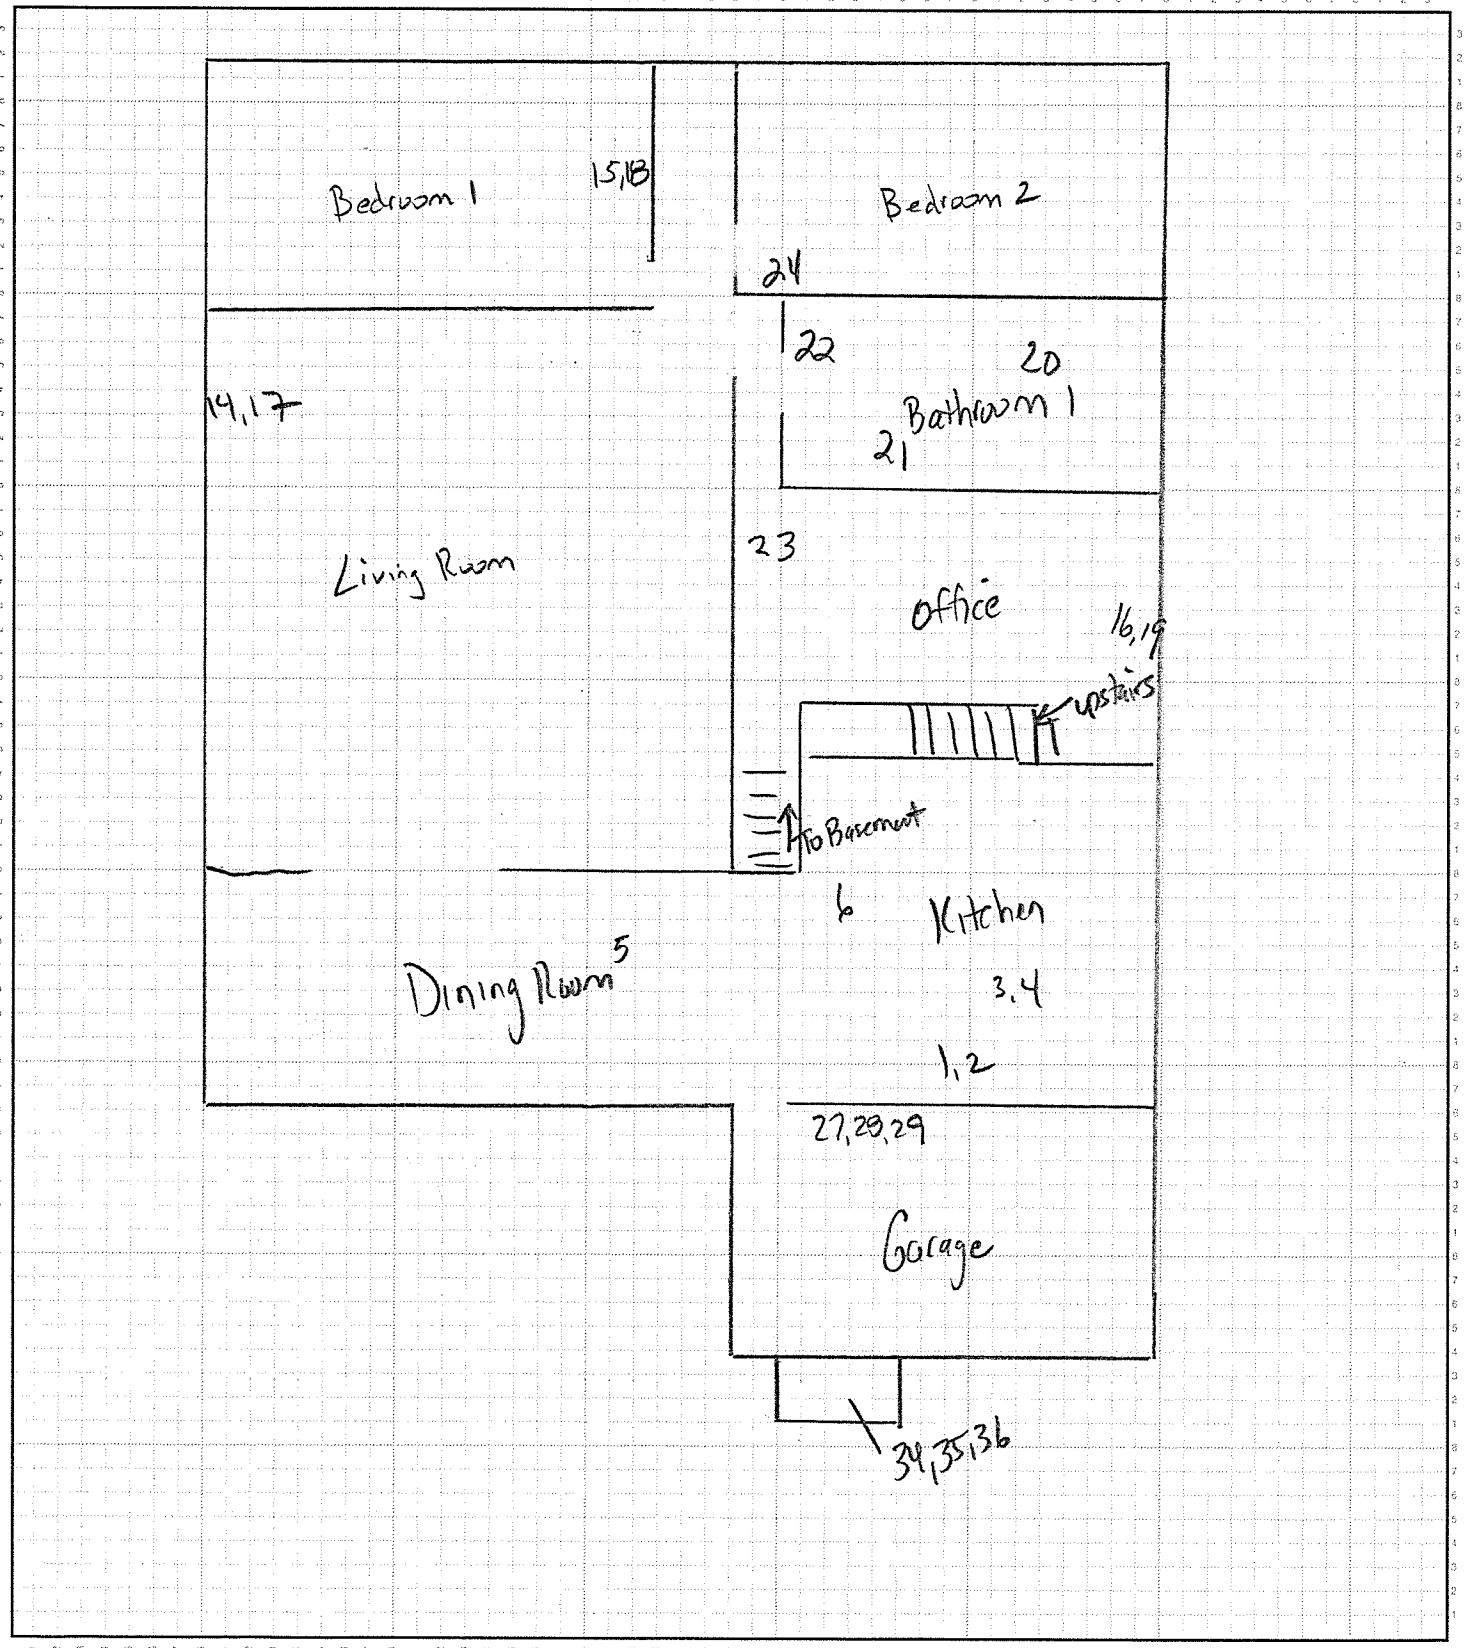 15,18
Bedroom 1
Bedroom 2
24
22
20
14,17
Bathroom 1
21
23
Living Room
Office
16,19
upstairs
To Basement
6
Kitchen
5
Dining Room
3,4
1,2
27,28,29
Garage
34,35,36